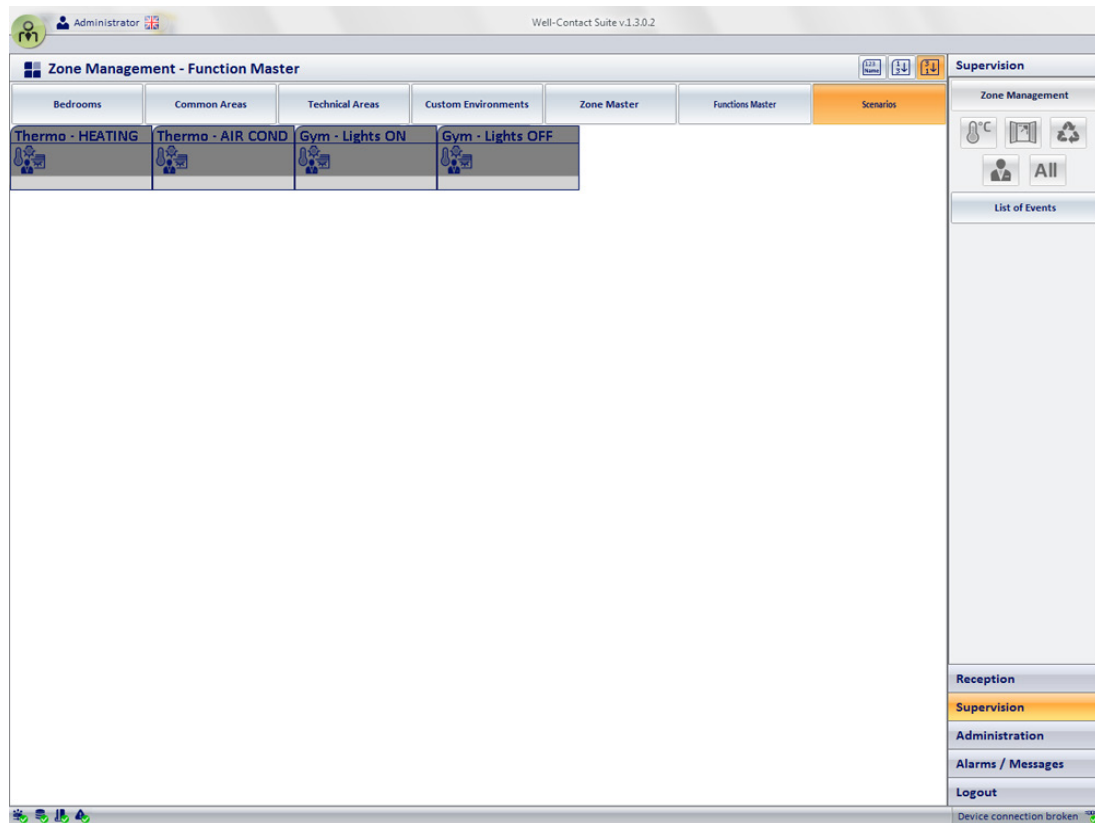 Administrator
Well-Contact Suite v.1.3.0.2
Zone Management - Function Master
123
Name
Supervision
Bedrooms
Common Areas
Technical Areas
Custom Environments
Zone Master
Functions Master
Scenarios
Zone Management
Thermo - HEATING
Thermo - AIR COND
Gym - Lights ON
Gym - Lights OFF
°C
All
List of Events
Reception
Supervision
Administration
Alarms / Messages
Logout
Device connection broken